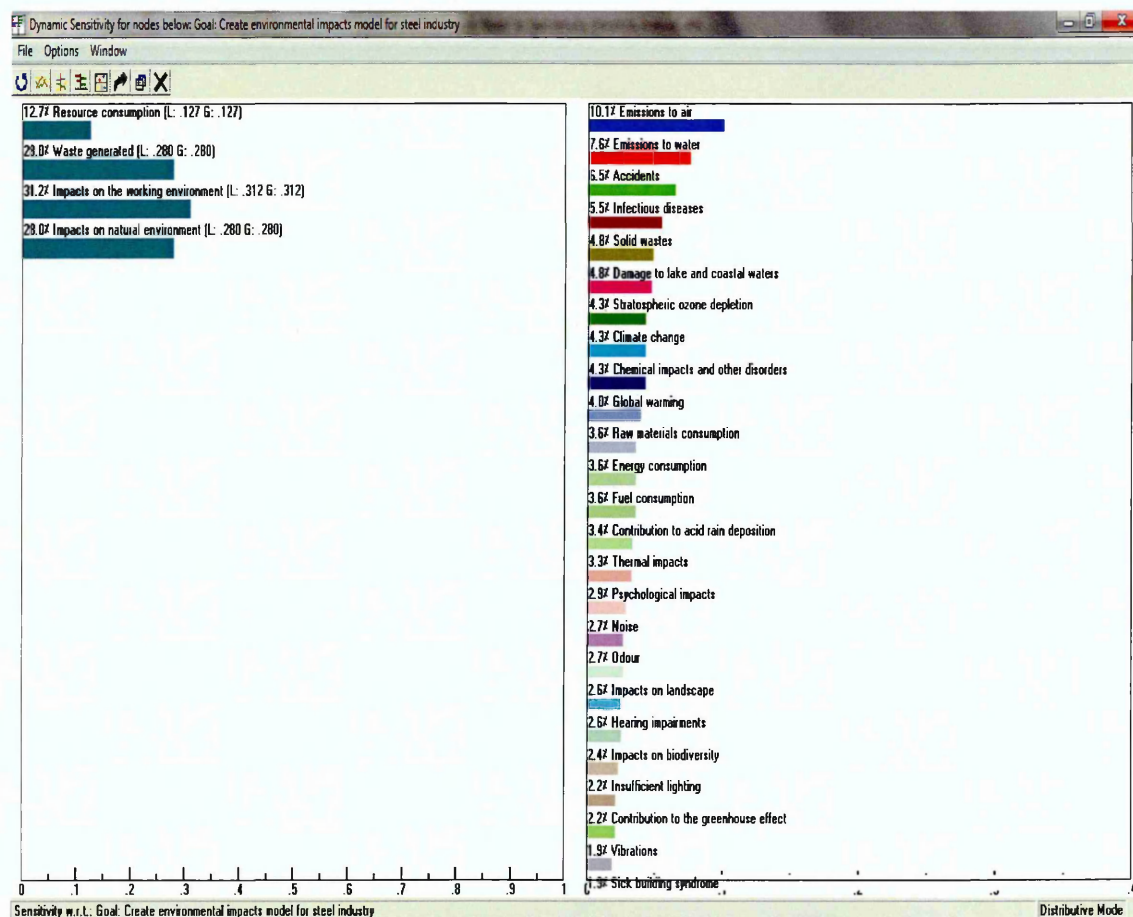 Dynamic Sensitivity for nodes below: Goal: Create environmental impacts model for steel industry
File Options Window
12.7% Resource consumption (L: .127 G: .127)
28.0% Waste generated (L: .280 G: .280)
31.2% Impacts on the working environment (L: .312 G: .312)
28.0% Impacts on natural environment (L: .280 G: .280)
0 .1 .2 .3 .4 .5 .6 .7 .8 .9 1
10.1% Emissions to air
7.6% Emissions to water
6.5% Accidents
5.5% Infectious diseases
4.8% Solid wastes
4.8% Damage to lake and coastal waters
4.3% Stratospheric ozone depletion
4.3% Climate change
4.3% Chemical impacts and other disorders
4.0% Global warming
3.6% Raw materials consumption
3.6% Energy consumption
3.6% Fuel consumption
3.4% Contribution to acid rain deposition
3.3% Thermal impacts
2.9% Psychological impacts
2.7% Noise
2.7% Odour
2.6% Impacts on landscape
2.6% Hearing impairments
2.4% Impacts on biodiversity
2.2% Insufficient lighting
2.2% Contribution to the greenhouse effect
1.9% Vibrations
Sick building syndrome
0 .4
Sensitivity w.r.t.: Goal: Create environmental impacts model for steel industry
Distributive Mode